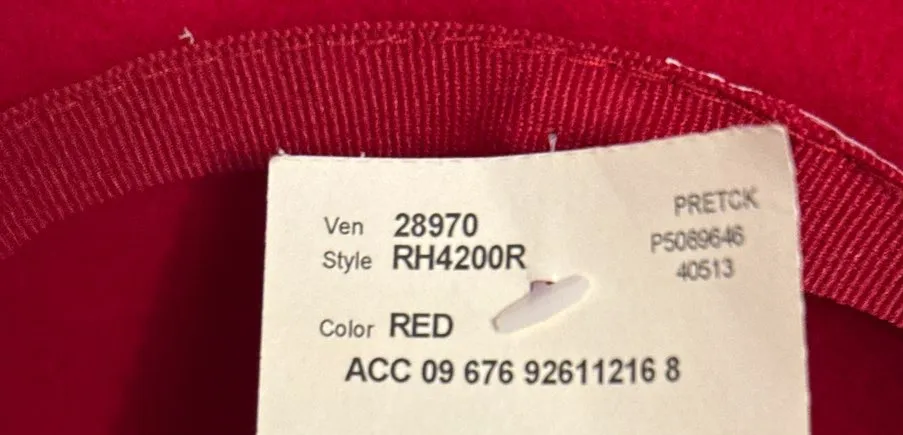 PRETCK
Ven 28970
P5089646
Style RH4200R
40513
Color RED
ACC 09 676 92611216 8